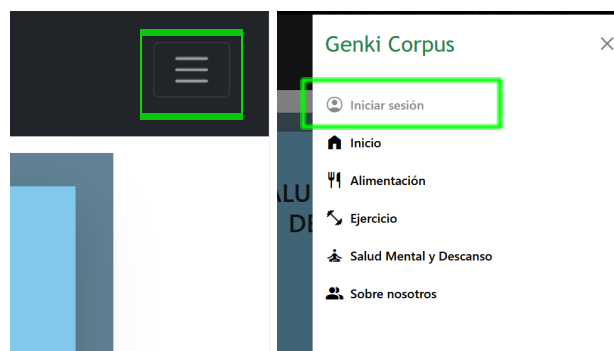 Genki Corpus
Iniciar sesión
Inicio
Alimentación
Ejercicio
Salud Mental y Descanso
Sobre nosotros